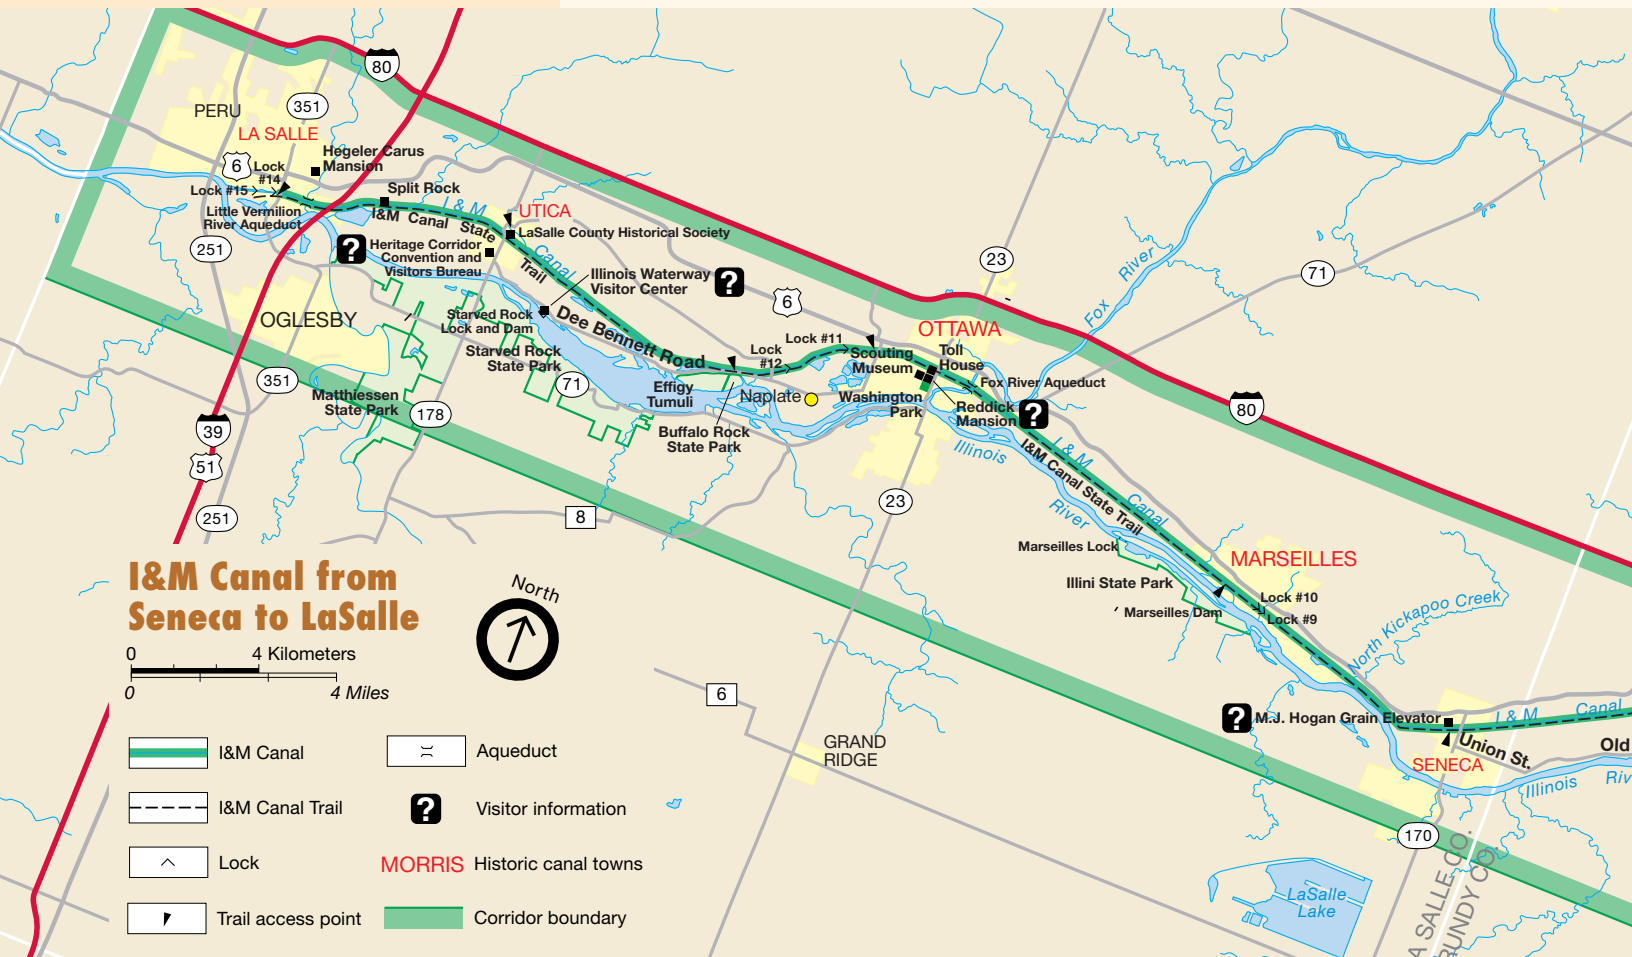 80
PERU
351
LA SALLE
Hegeler Carus
Mansion
6
Lock
#14
Lock #15
Split Rock
Little Vermilion
River Aqueduct
I&M Canal State
Trail
I & M
Canal
UTICA
LaSalle County Historical Society
251
?
Heritage Corridor
Convention and
Visitors Bureau
Illinois Waterway
Visitor Center
?
6
23
71
Fox River
OGLESBY
Starved Rock
Lock and Dam
Dee Bennett Road
Starved Rock
State Park
71
Lock
#12
Lock #11
OTTAWA
Scouting
Museum
Toll
House
Fox River Aqueduct
351
Matthiessen
State Park
178
Effigy
Tumuli
Naplate
Washington
Park
Reddick
Mansion
?
80
39
51
Buffalo Rock
State Park
Illinois
River
I & M
Canal
I&M Canal State Trail
251
8
23
Marseilles Lock
MARSEILLES
Illini State Park
Lock #10
Marseilles Dam
Lock #9
North Kickapoo Creek
I&M Canal from
Seneca to LaSalle
North
0
4 Kilometers
0
4 Miles
6
?
M.J. Hogan Grain Elevator
I & M
Canal
Union St.
Old
SENECA
Illinois
Riv
GRAND
RIDGE
170
LaSalle
Lake
A SALLE CO.
RUNDY CO.
I&M Canal
Aqueduct
I&M Canal Trail
?
Visitor information
Lock
MORRIS
Historic canal towns
Trail access point
Corridor boundary